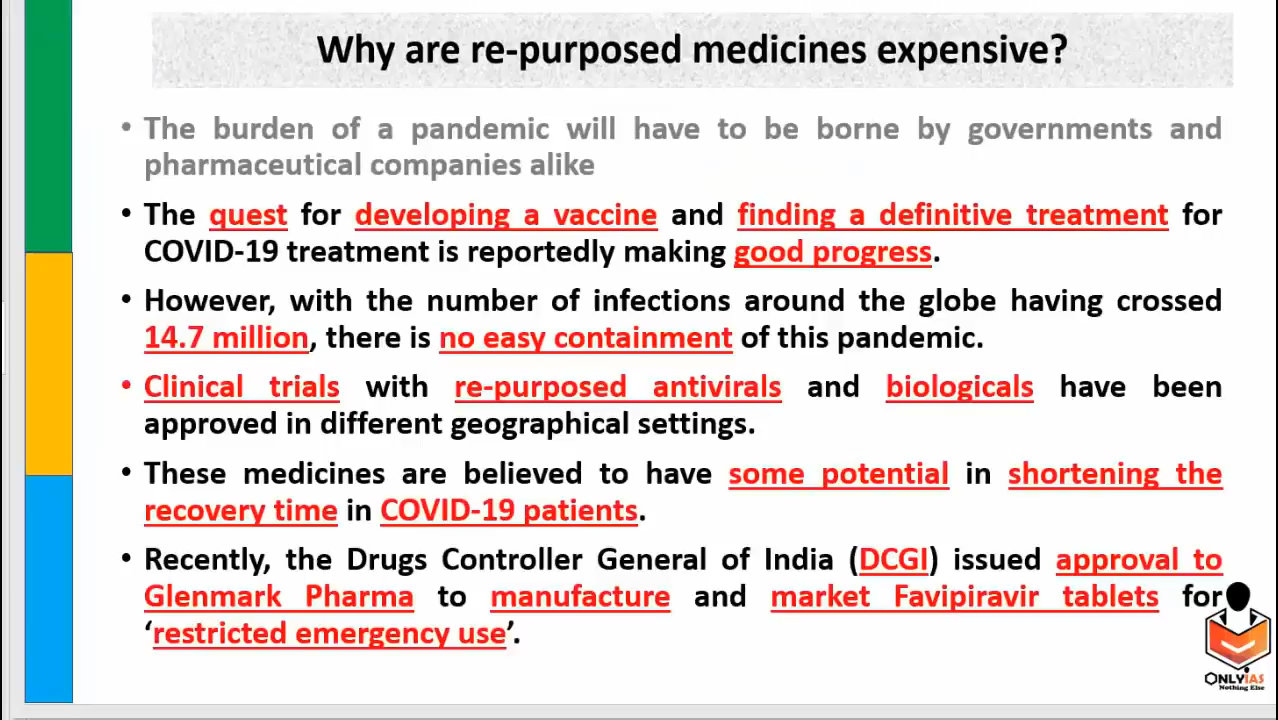 Why are re-purposed medicines expensive?
• The burden of a pandemic will have to be borne by governments and
pharmaceutical companies alike
• The quest for developing a vaccine and finding a definitive treatment for
COVID-19 treatment is reportedly making good progress.
• However, with the number of infections around the globe having crossed
14.7 million, there is no easy containment of this pandemic.
• Clinical trials with re-purposed antivirals and biologicals have been
approved in different geographical settings.
• These medicines are believed to have some potential in shortening the
recovery time in COVID-19 patients.
• Recently, the Drugs Controller General of India (DCGI) issued approval to
Glenmark Pharma to manufacture and market Favipiravir tablets for
‘restricted emergency use’.
ONLYIAS
Nothing Else